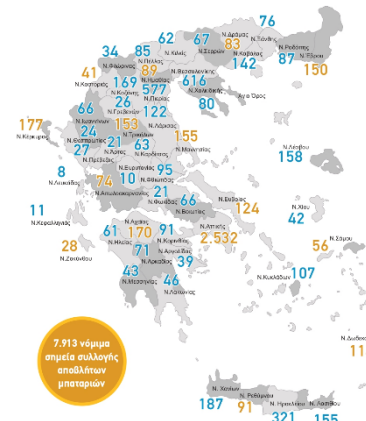 76
62
67
Ν.Δράμας
83
Ν.Ξάνθης
Ν.Ροδόπης
87
Ν.Έβρου
150
34
85
Ν.Κιλκίς
Ν.Σερρών
Ν.Καβάλας
142
Ν.Πέλλας
89
Ν.Φλώρινας
Ν.Θεσσαλονίκης
616
41
Ν.Καστοριάς
169
Ν.Ημαθίας
577
Ν.Κοζάνης
Ν.Πιερίας
122
Ν.Χαλκιδικής
80
Άγιο Όρος
26
Ν.Γρεβενών
66
Ν.Ιωαννίνων
153
Ν.Τρικάλων
Ν.Λάρισας
177
Ν.Κέρκυρας
24
Ν.Θεσπρωτίας
21
Ν.Άρτας
63
Ν.Καρδίτσας
155
Ν.Μαγνησίας
27
Ν.Πρέβεζας
Ν.Λέσβου
158
8
Ν.Λευκάδας
74
Ν.Αιτωλοακαρνανίας
Ν.Ευρυτανίας
10
95
Ν.Φθιώτιδας
21
Ν.Φωκίδας
66
Ν.Βοιωτίας
Ν.Ευβοίας
124
11
Ν.Κεφαλληνίας
Ν.Χίου
42
61
Ν.Ηλείας
Ν.Αχαΐας
170
91
Ν.Κορινθίας
Ν.Αττικής
2.532
28
Ν.Ζακύνθου
Ν.Σάμου
56
71
Ν.Αρκαδίας
Ν.Αργολίδας
39
43
Ν.Μεσσηνίας
46
Ν.Λακωνίας
Ν.Κυκλάδων
107
7.913 νόμιμα
σημεία συλλογής
αποβλήτων
μπαταριών
Ν.Δωδεκα
11
Ν. Χανίων
187
Ν. Ρεθύμνου
91
Ν. Ηρακλείου
321
Ν. Λασιθίου
155